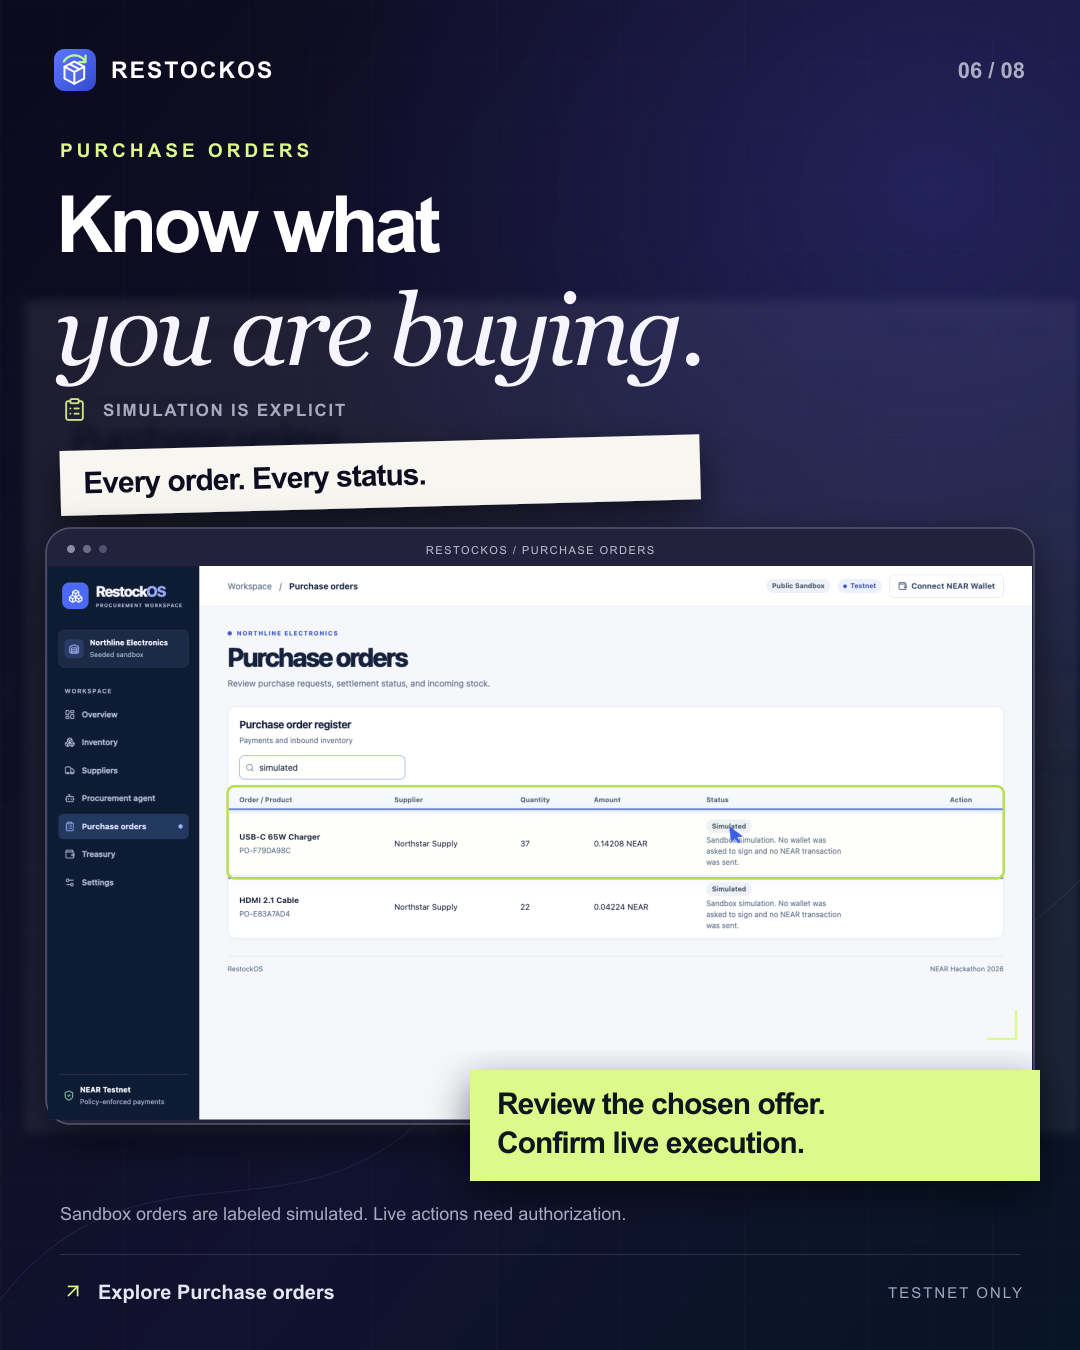 RESTOCKOS
06 / 08
PURCHASE ORDERS
Know what
you are buying.
SIMULATION IS EXPLICIT
Every order. Every status.
RESTOCKOS / PURCHASE ORDERS
RestockOS
PROCUREMENT WORKSPACE
Workspace / Purchase orders
Public Sandbox
Testnet
Connect NEAR Wallet
Northline Electronics
Seeded sandbox
WORKSPACE
Overview
Inventory
Suppliers
Procurement agent
Purchase orders
Treasury
Settings
NEAR Testnet
Policy-enforced payments
NORTHLINE ELECTRONICS
Purchase orders
Review purchase requests, settlement status, and incoming stock.
Purchase order register
Payments and inbound inventory
simulated
Order / Product Supplier Quantity Amount Status Action
USB-C 65W Charger
PO-F79DA98C
Northstar Supply
37
0.14208 NEAR
Simulated
Sandbox simulation. No wallet was
asked to sign and no NEAR transaction
was sent.
HDMI 2.1 Cable
PO-E83A7AD4
Northstar Supply
22
0.04224 NEAR
Simulated
Sandbox simulation. No wallet was
asked to sign and no NEAR transaction
was sent.
RestockOS
NEAR Hackathon 2026
Review the chosen offer.
Confirm live execution.
Sandbox orders are labeled simulated. Live actions need authorization.
Explore Purchase orders
TESTNET ONLY